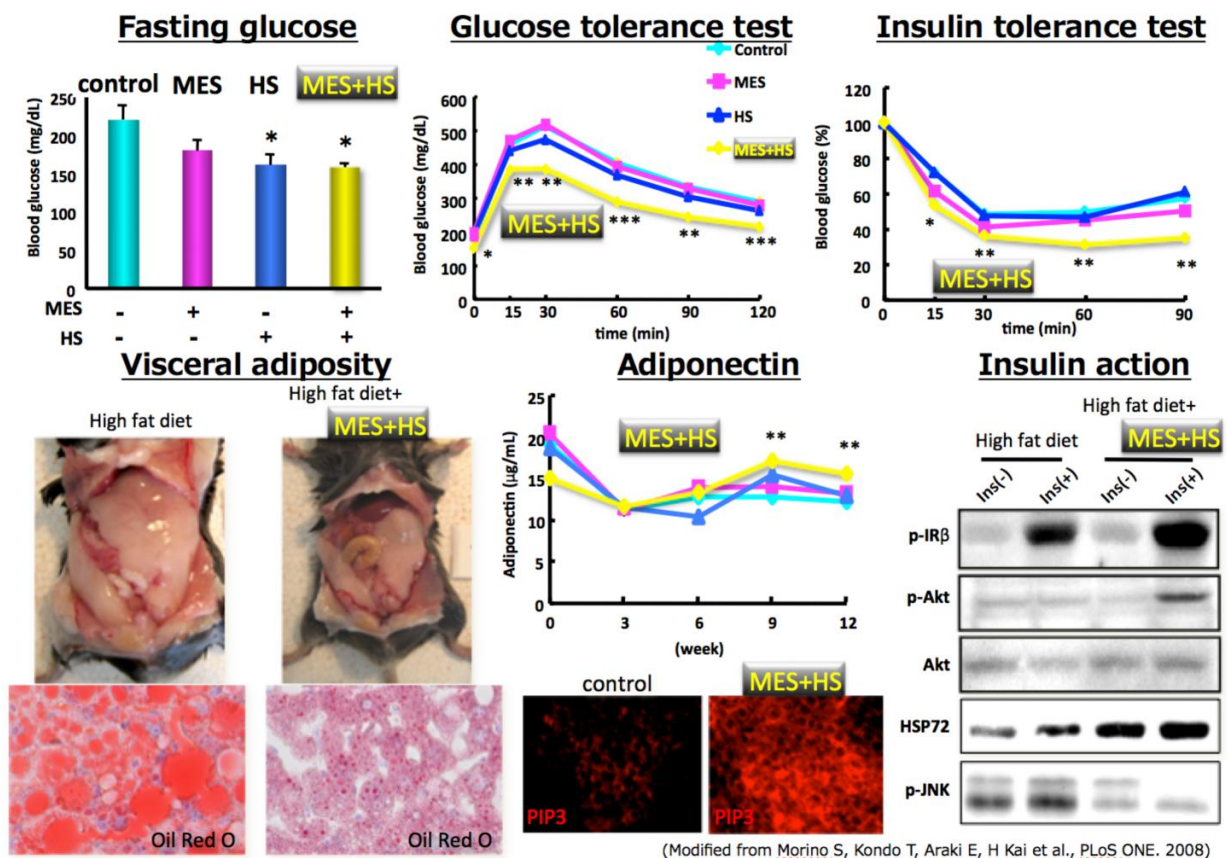 Fasting glucose
control MES HS MES+HS
Blood glucose (mg/dL)
250
200
150
100
50
0
* *
MES - + - +
HS - - + +
Glucose tolerance test
Control
MES
HS
MES+HS
Blood glucose (mg/dL)
600
500
400
300
200
100
0
** ** *** ** ***
*
MES+HS
0 15 30 60 90 120
time (min)
Insulin tolerance test
Blood glucose (%)
120
100
80
60
40
20
0
* ** ** **
MES+HS
0 15 30 60 90
time (min)
Visceral adiposity
High fat diet
High fat diet+
MES+HS
Oil Red O
Oil Red O
Adiponectin
Adiponectin (μg/mL)
25
20
15
10
5
0
MES+HS
** **
0 3 6 9 12
(week)
control
MES+HS
PIP3
PIP3
Insulin action
High fat diet
High fat diet+
MES+HS
Ins(-) Ins(+) Ins(-) Ins(+)
p-IRβ
p-Akt
Akt
HSP72
p-JNK
(Modified from Morino S, Kondo T, Araki E, H Kai et al., PLoS ONE. 2008)